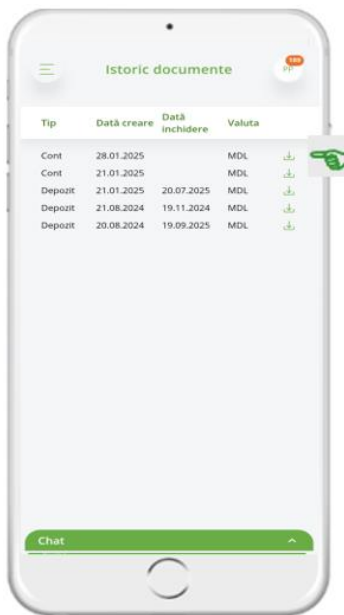 Istoric documente
PP
Tip Dată creare Dată inchidere Valuta
Cont 28.01.2025 MDL
Cont 21.01.2025 MDL
Depozit 21.01.2025 20.07.2025 MDL
Depozit 21.08.2024 19.11.2024 MDL
Depozit 20.08.2024 19.09.2025 MDL
Chat